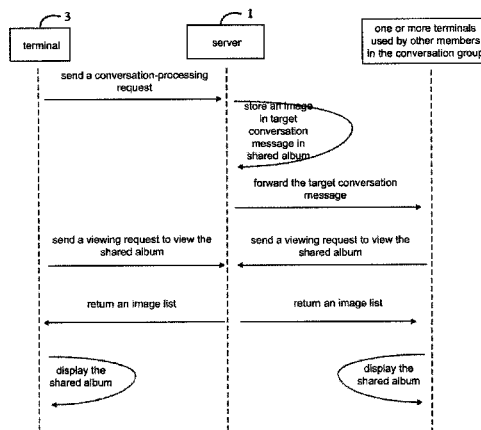 3
1
terminal
server
one or more terminals
used by other members
in the conversation group
send a conversation-processing
request
store an image
in target
conversation
message in
shared album
forward the target conversation
message
send a viewing request to view the
shared album
send a viewing request to view the
shared album
return an image list
return an image list
display the
shared album
display the
shared album